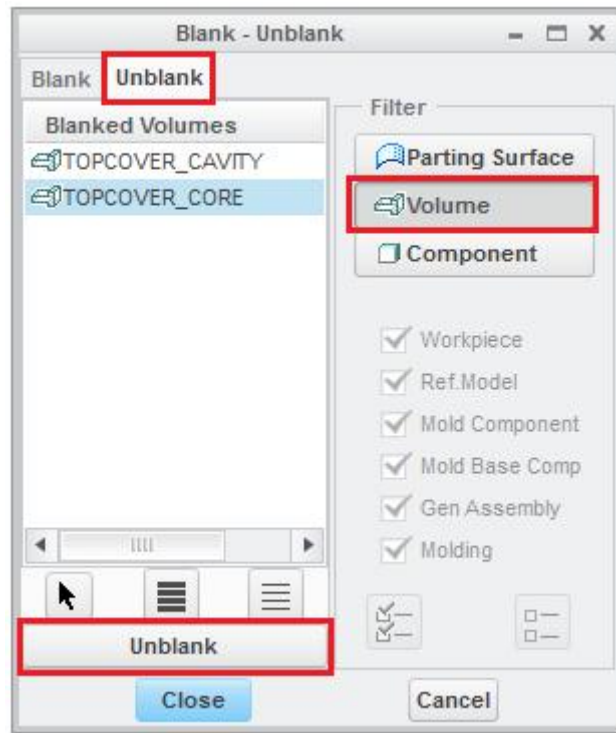 Blank - Unblank
Blank Unblank
Blanked Volumes
TOPCOVER_CAVITY
TOPCOVER_CORE
Filter
Parting Surface
Volume
Component
Workpiece
Ref.Model
Mold Component
Mold Base Comp
Gen Assembly
Molding
Unblank
Close
Cancel